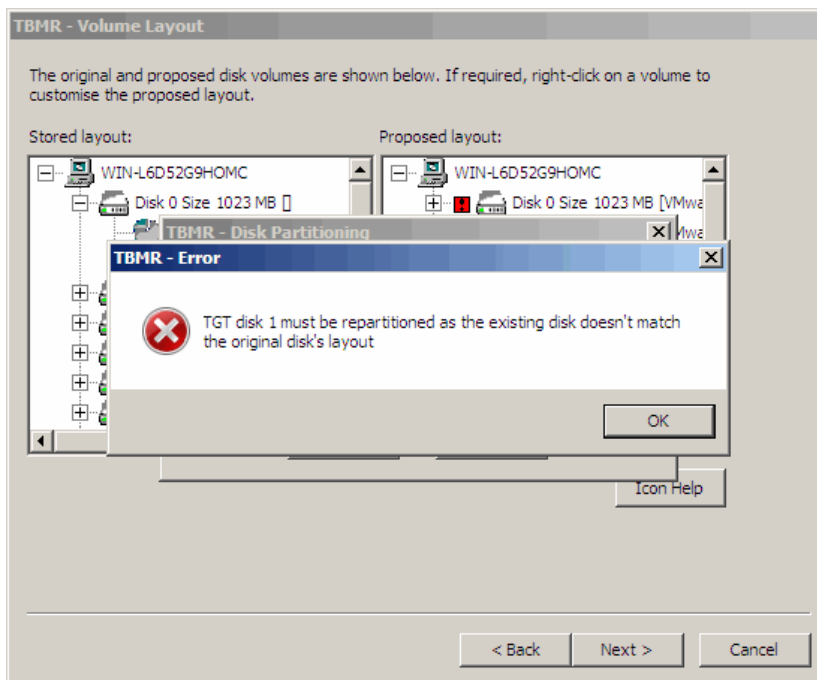 TBMR - Volume Layout
The original and proposed disk volumes are shown below. If required, right-click on a volume to
customise the proposed layout.
Stored layout:
Proposed layout:
WIN-L6D52G9HOMC
Disk 0 Size 1023 MB []
WIN-L6D52G9HOMC
Disk 0 Size 1023 MB [VMwa
TBMR - Disk Partitioning
TBMR - Error
TGT disk 1 must be repartitioned as the existing disk doesn't match
the original disk's layout
OK
Icon Help
< Back
Next >
Cancel